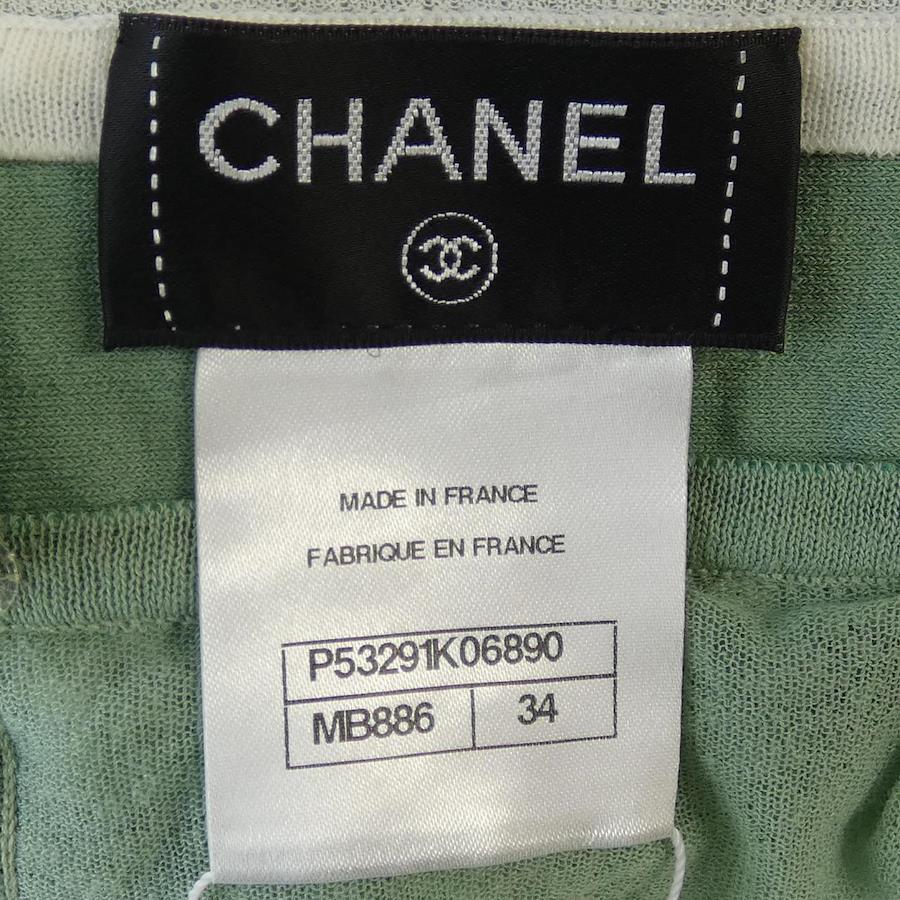 CHANEL
MADE IN FRANCE
FABRIQUE EN FRANCE
P53291K06890
MB886 34